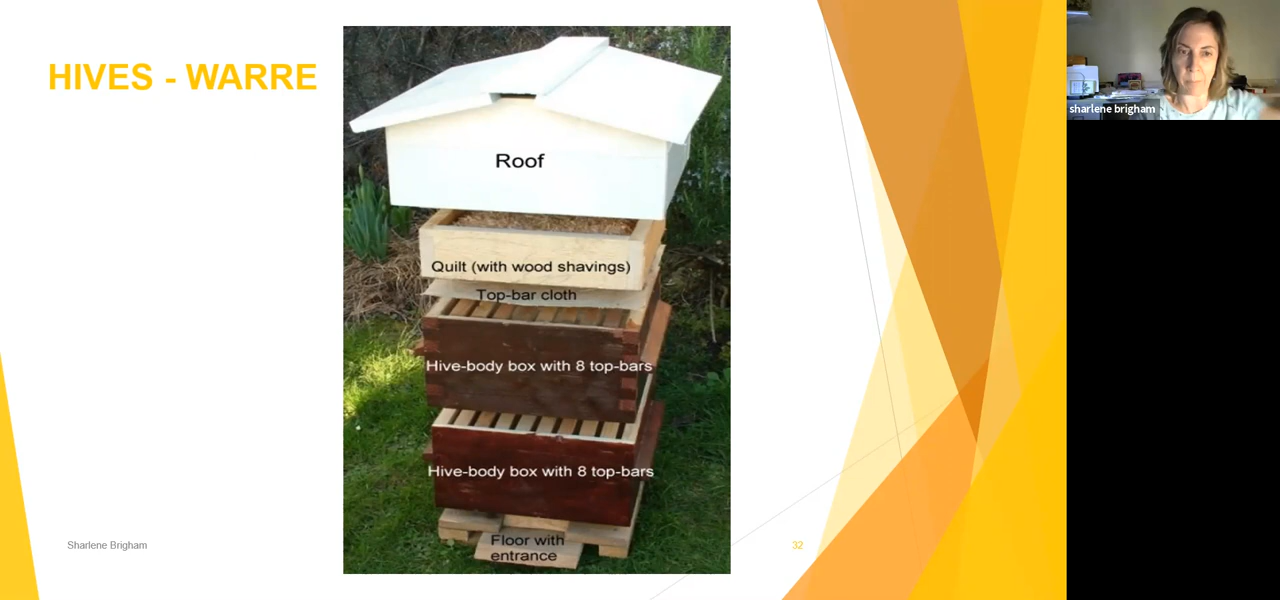 HIVES - WARRE
Roof
Quilt (with wood shavings)
Top-bar cloth
Hive-body box with 8 top-bars
Hive-body box with 8 top-bars
Floor with
entrance
Sharlene Brigham
32
sharlene brigham